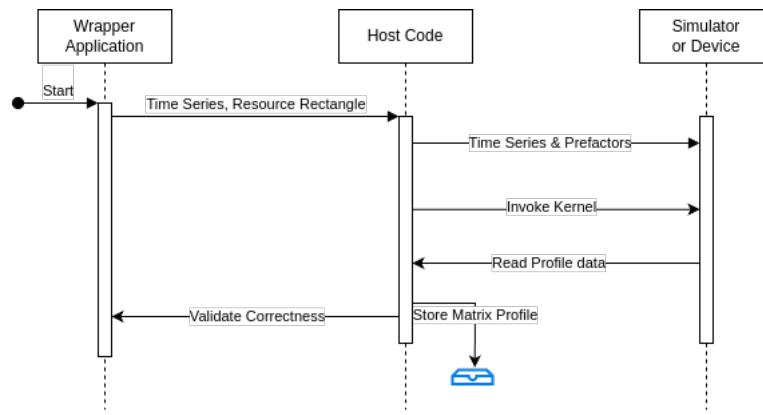 Wrapper
Application
Host Code
Simulator
or Device
Start
Time Series, Resource Rectangle
Time Series & Prefactors
Invoke Kernel
Read Profile data
Validate Correctness
Store Matrix Profile